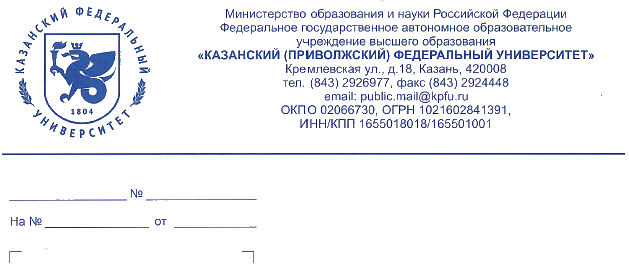 КАЗАНСКИЙ ФЕДЕРАЛЬНЫЙ
УНИВЕРСИТЕТ
1804
Министерство образования и науки Российской Федерации
Федеральное государственное автономное образовательное
учреждение высшего образования
«КАЗАНСКИЙ (ПРИВОЛЖСКИЙ) ФЕДЕРАЛЬНЫЙ УНИВЕРСИТЕТ»
Кремлевская ул., д.18, Казань, 420008
тел. (843) 2926977, факс (843) 2924448
email: public.mail@kpfu.ru
ОКПО 02066730, ОГРН 1021602841391,
ИНН/КПП 1655018018/165501001
№
На № от